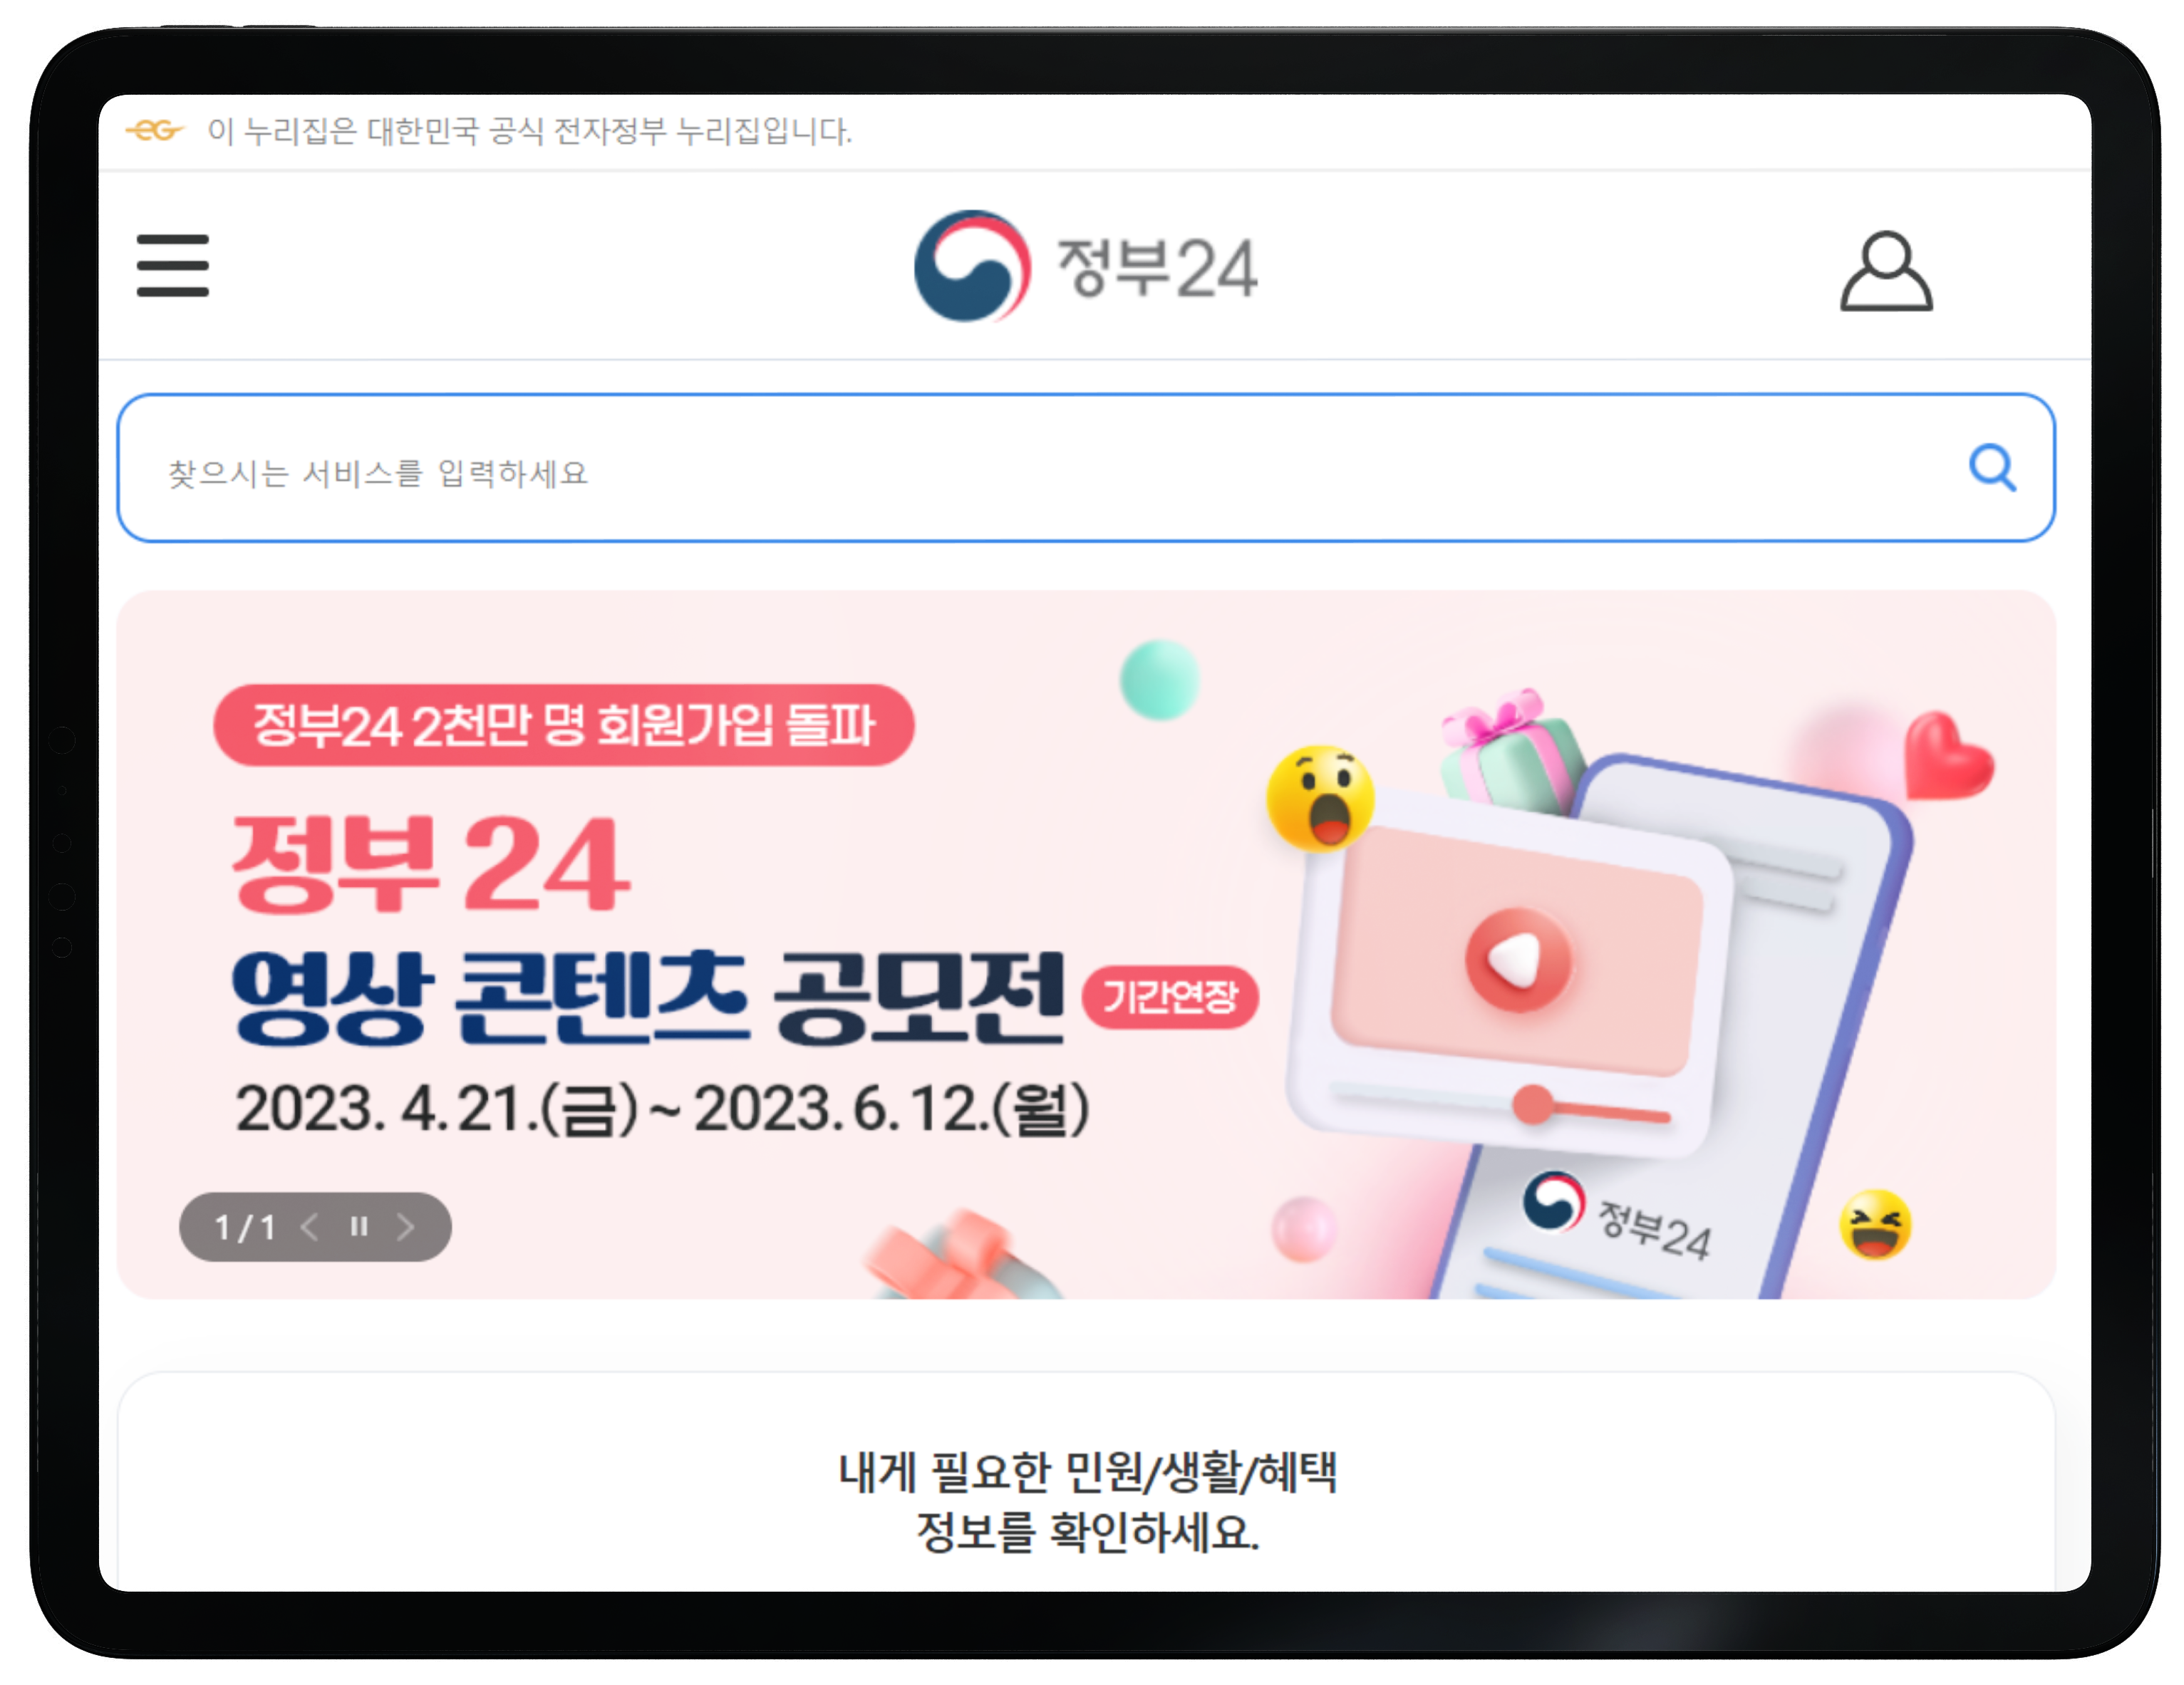 eG 이 누리집은 대한민국 공식 전자정부 누리집입니다.
정부24
찾으시는 서비스를 입력하세요
정부24 2천만 명 회원가입 돌파
정부 24
영상 콘텐츠 공모전 기간연장
2023. 4. 21.(금) ~ 2023. 6. 12.(월)
정부24
1 / 1
내게 필요한 민원/생활/혜택
정보를 확인하세요.